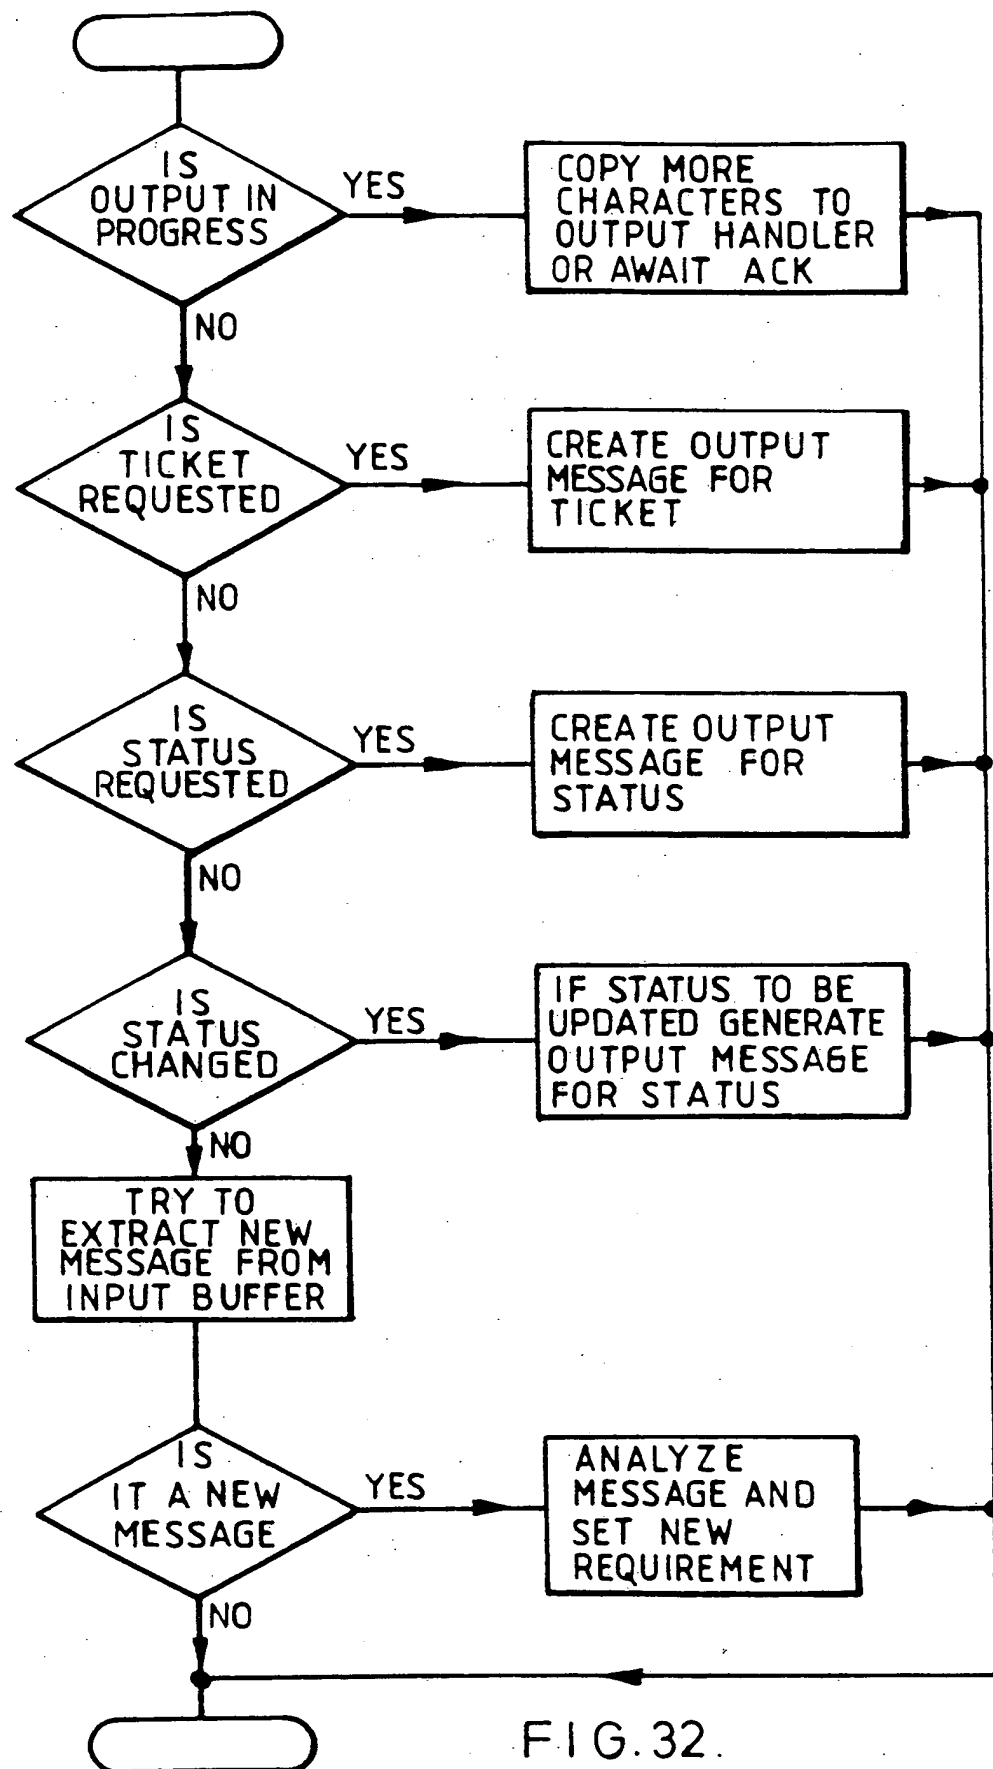 IS
OUTPUT IN
PROGRESS
YES
COPY MORE
CHARACTERS TO
OUTPUT HANDLER
OR AWAIT ACK
NO
IS
TICKET
REQUESTED
YES
CREATE OUTPUT
MESSAGE FOR
TICKET
NO
IS
STATUS
REQUESTED
YES
CREATE OUTPUT
MESSAGE FOR
STATUS
NO
IS
STATUS
CHANGED
YES
IF STATUS TO BE
UPDATED GENERATE
OUTPUT MESSAGE
FOR STATUS
NO
TRY TO
EXTRACT NEW
MESSAGE FROM
INPUT BUFFER
IS
IT A NEW
MESSAGE
YES
ANALYZE
MESSAGE AND
SET NEW
REQUIREMENT
NO
FIG.32.